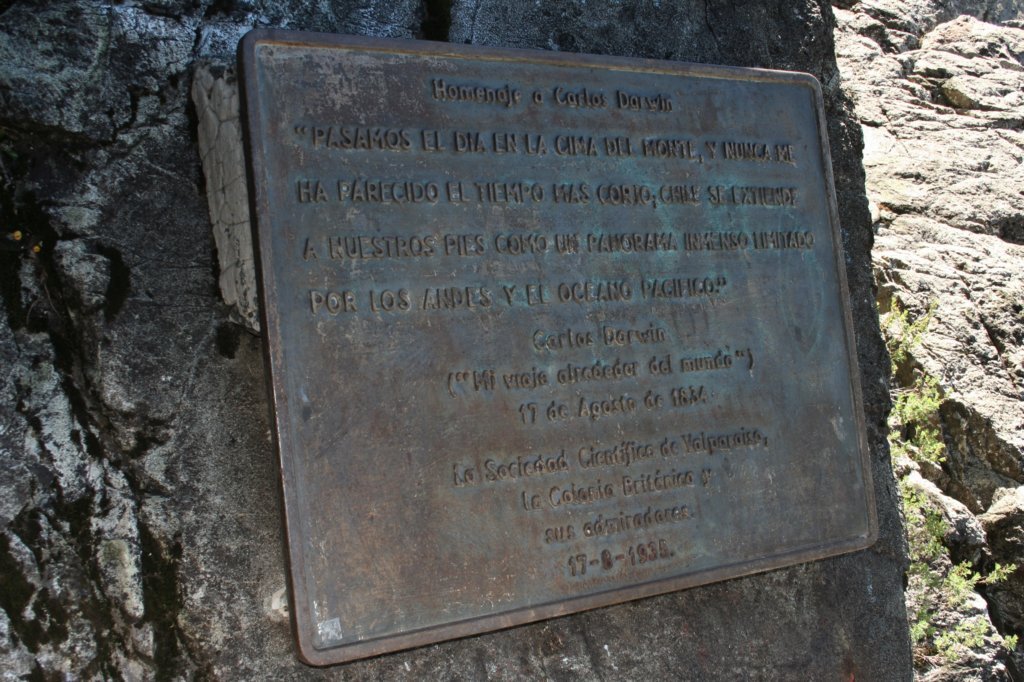 Homenaje a Carlos Darwin
"PASAMOS EL DIA EN LA CIMA DEL MONTE, Y NUNCA ME
HA PARECIDO EL TIEMPO MAS CORTO; CHILE SE EXTIENDE
A NUESTROS PIES COMO UN PANORAMA INMENSO LIMITADO
POR LOS ANDES Y EL OCEANO PACIFICO."
Carlos Darwin
("Mi viaje alrededor del mundo")
17 de Agosto de 1834.
La Sociedad Científica de Valparaíso,
la Colonia Británica y
sus admiradores.
17-8-1935.